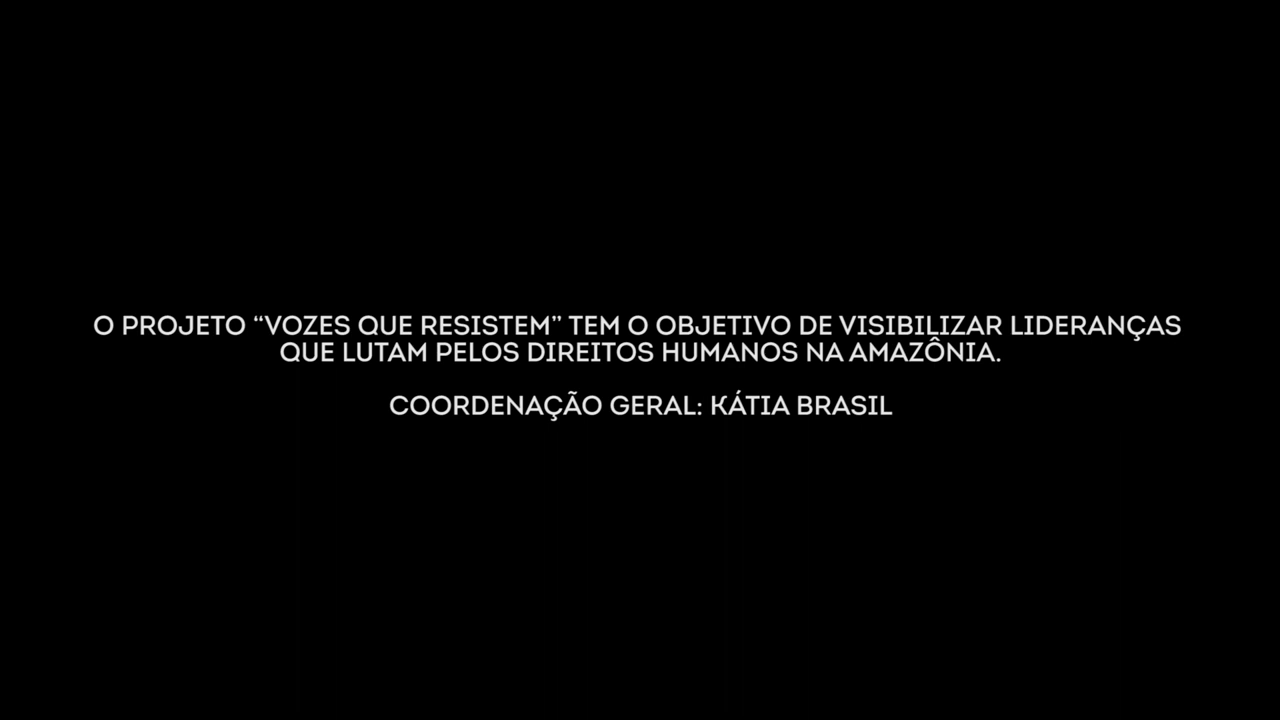 O PROJETO “VOZES QUE RESISTEM” TEM O OBJETIVO DE VISIBILIZAR LIDERANÇAS
QUE LUTAM PELOS DIREITOS HUMANOS NA AMAZÔNIA.
COORDENAÇÃO GERAL: KÁTIA BRASIL